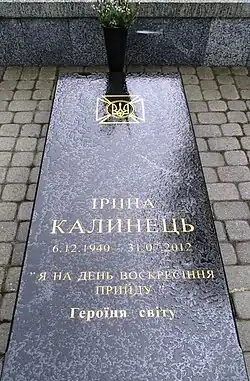 ІРИНА
КАЛИНЕЦЬ
6.12.1940 – 31.07.2012
"Я НА ДЕНЬ ВОСКРЕСІННЯ
ПРИЙДУ
Героїня світу